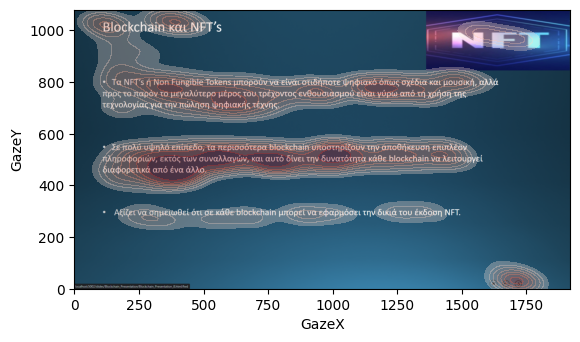 Blockchain και NFT's
NFT
• Τα NFT's ή Non Fungible Tokens μπορούν να είναι οτιδήποτε ψηφιακό όπως σχέδια και μουσική, αλλά
προς το παρόν το μεγαλύτερο μέρος του τρέχοντος ενθουσιασμού είναι γύρω από τη χρήση της
τεχνολογίας για την πώληση ψηφιακής τέχνης.
• Σε πολύ υψηλό επίπεδο, τα περισσότερα blockchain υποστηρίζουν την αποθήκευση επιπλέον
πληροφοριών, εκτός των συναλλαγών, και αυτό δίνει την δυνατότητα κάθε blockchain να λειτουργεί
διαφορετικά από ένα άλλο.
• Αξίζει να σημειωθεί ότι σε κάθε blockchain μπορεί να εφαρμόσει την δικιά του έκδοση NFT.
GazeY
1000
800
600
400
200
0
0 250 500 750 1000 1250 1500 1750
GazeX